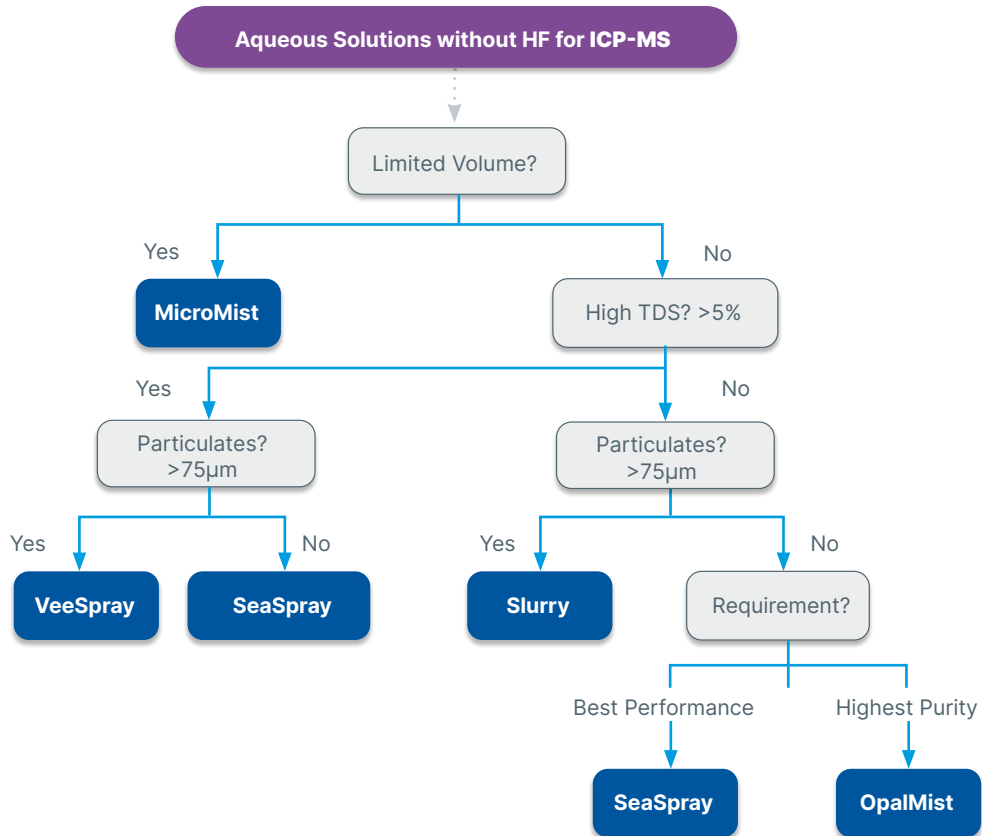 Aqueous Solutions without HF for ICP-MS
Limited Volume?
Yes
No
MicroMist
High TDS? >5%
Yes
No
Particulates?
>75µm
Particulates?
>75µm
Yes
No
Yes
No
VeeSpray
SeaSpray
Slurry
Requirement?
Best Performance
Highest Purity
SeaSpray
OpalMist